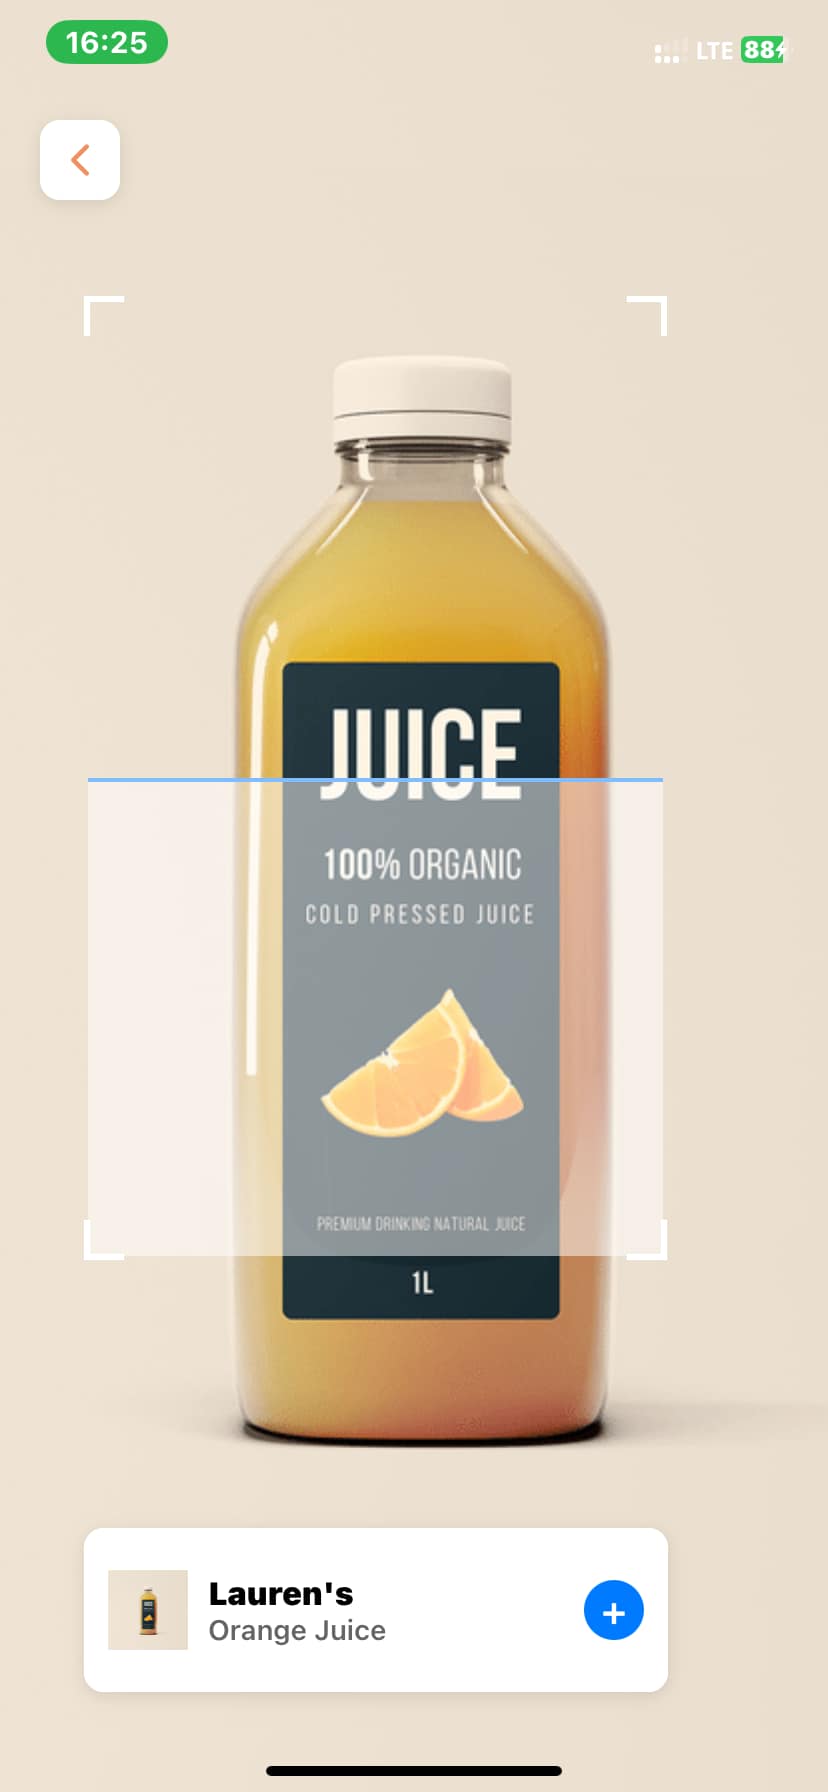 16:25
LTE 88
JUICE
100% ORGANIC
COLD PRESSED JUICE
PREMIUM DRINKING NATURAL JUICE
1L
Lauren's
Orange Juice
+